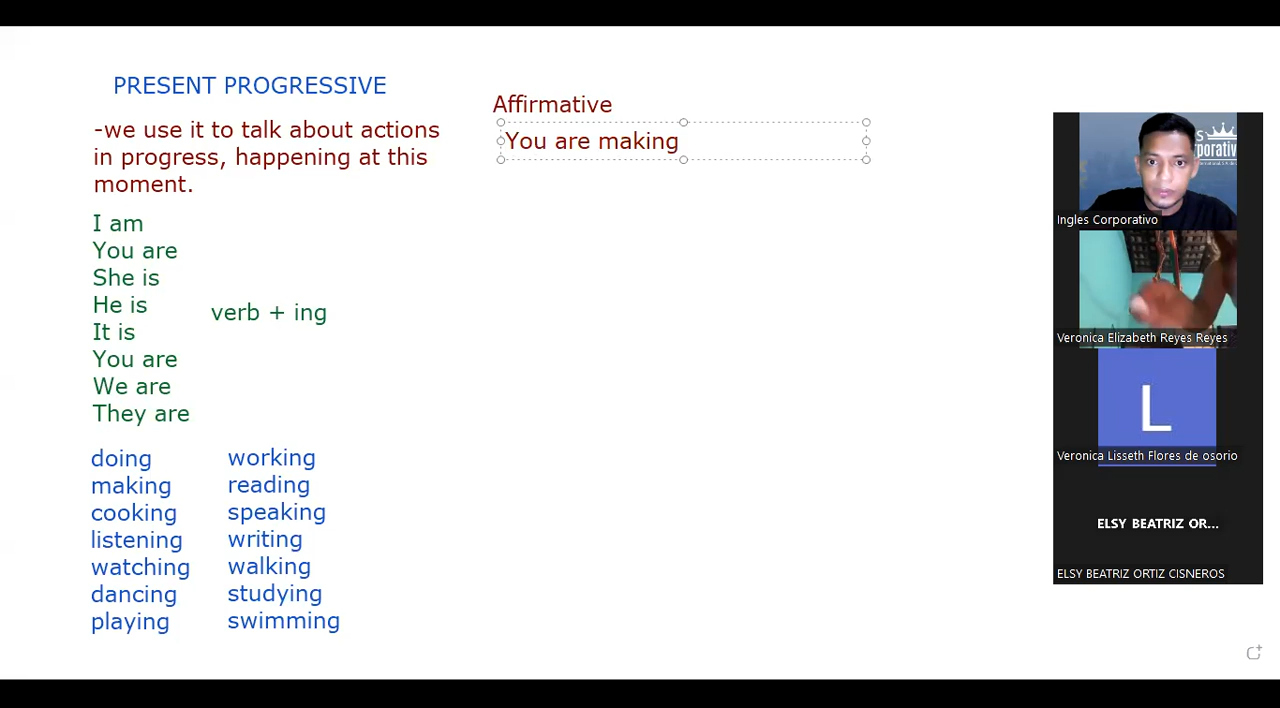 PRESENT PROGRESSIVE
-we use it to talk about actions
in progress, happening at this
moment.
I am
You are
She is
He is
It is
You are
We are
They are
verb + ing
doing
making
cooking
listening
watching
dancing
playing
working
reading
speaking
writing
walking
studying
swimming
Affirmative
You are making
Ingles Corporativo
Veronica Elizabeth Reyes Reyes
L
Veronica Lisseth Flores de osorio
ELSY BEATRIZ OR...
ELSY BEATRIZ ORTIZ CISNEROS